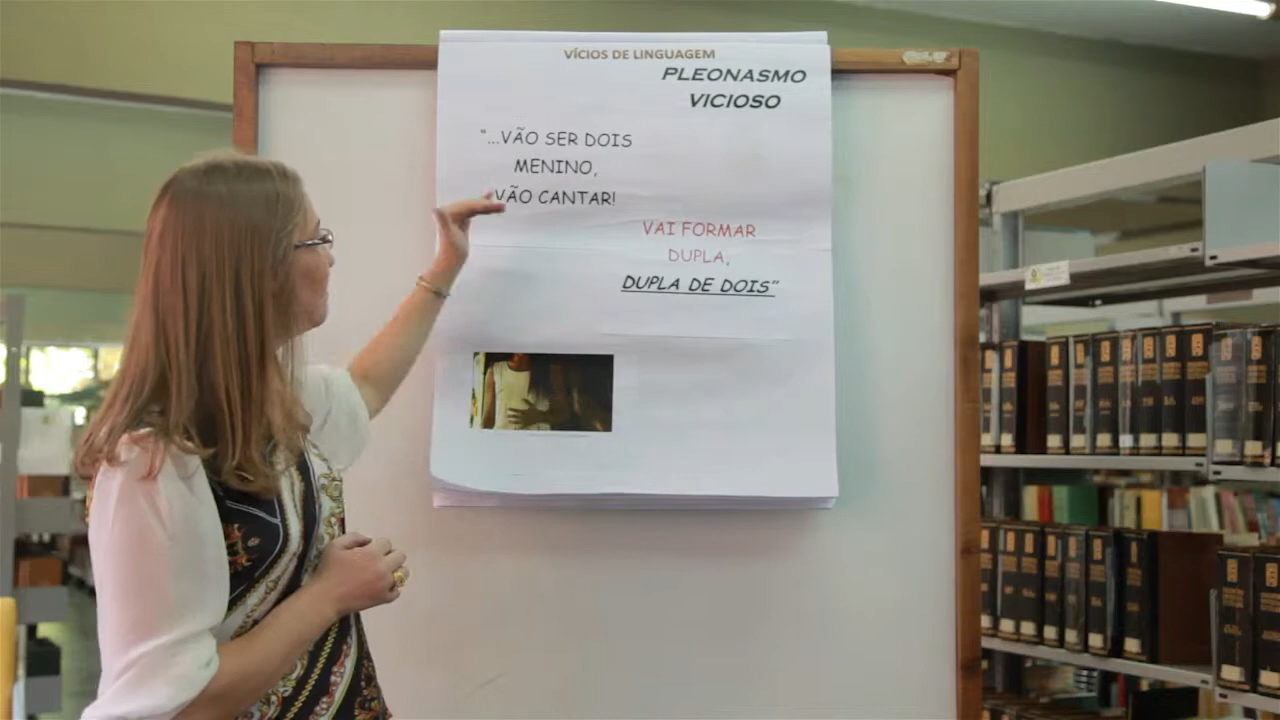 VÍCIOS DE LINGUAGEM
PLEONASMO
VICIOSO
"...VÃO SER DOIS
MENINO,
VÃO CANTAR!
VAI FORMAR
DUPLA,
DUPLA DE DOIS"